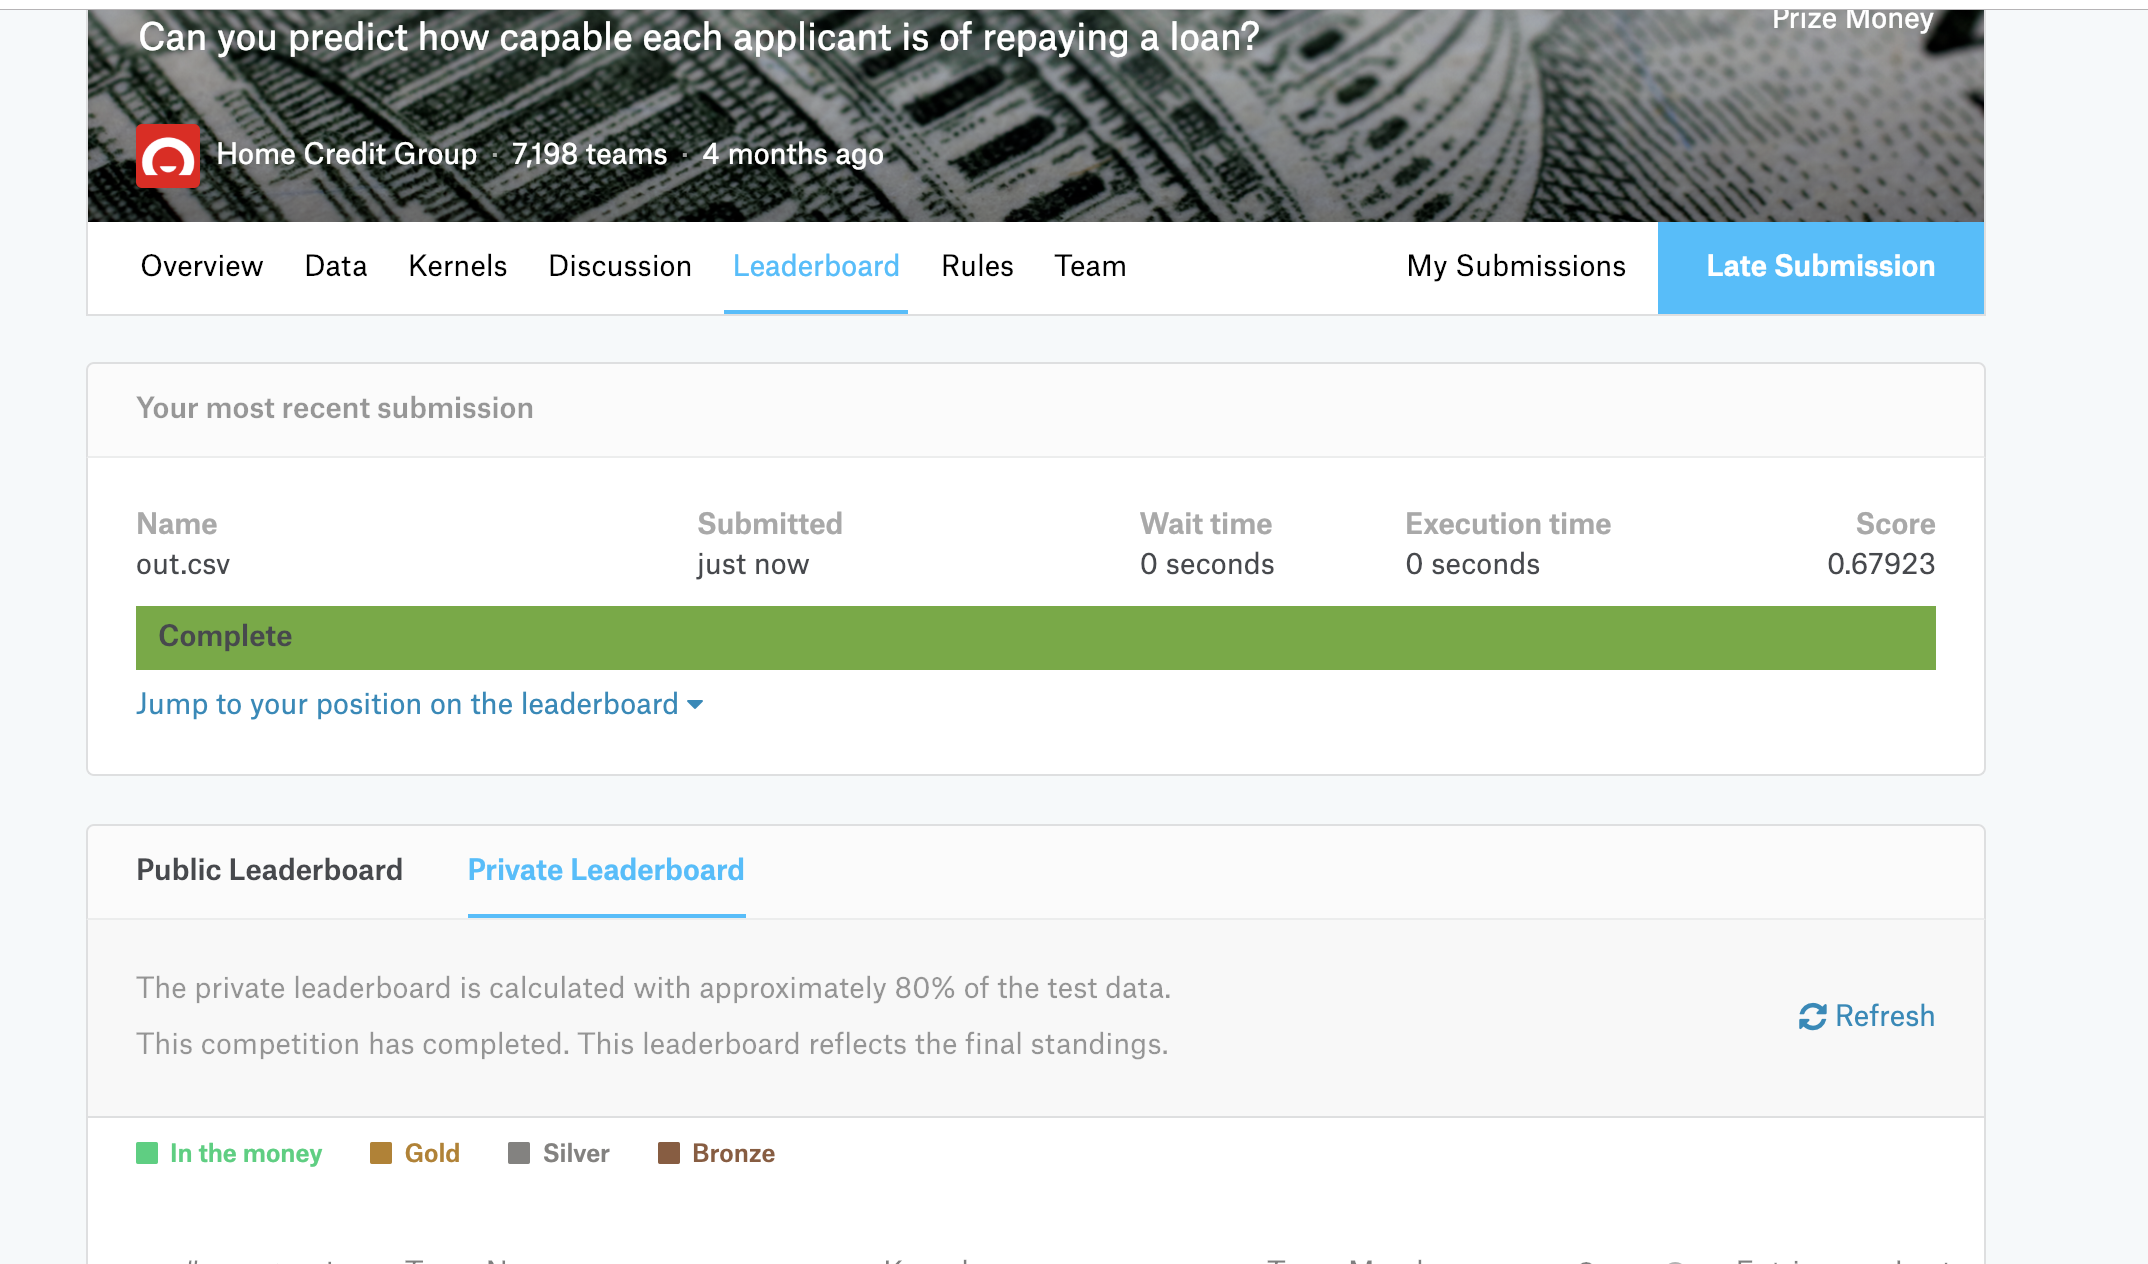 Prize Money
Can you predict how capable each applicant is of repaying a loan?
Home Credit Group · 7,198 teams · 4 months ago
Overview Data Kernels Discussion Leaderboard Rules Team My Submissions Late Submission
Your most recent submission
Name Submitted Wait time Execution time Score
out.csv just now 0 seconds 0 seconds 0.67923
Complete
Jump to your position on the leaderboard
Public Leaderboard Private Leaderboard
The private leaderboard is calculated with approximately 80% of the test data.
This competition has completed. This leaderboard reflects the final standings.
Refresh
In the money Gold Silver Bronze